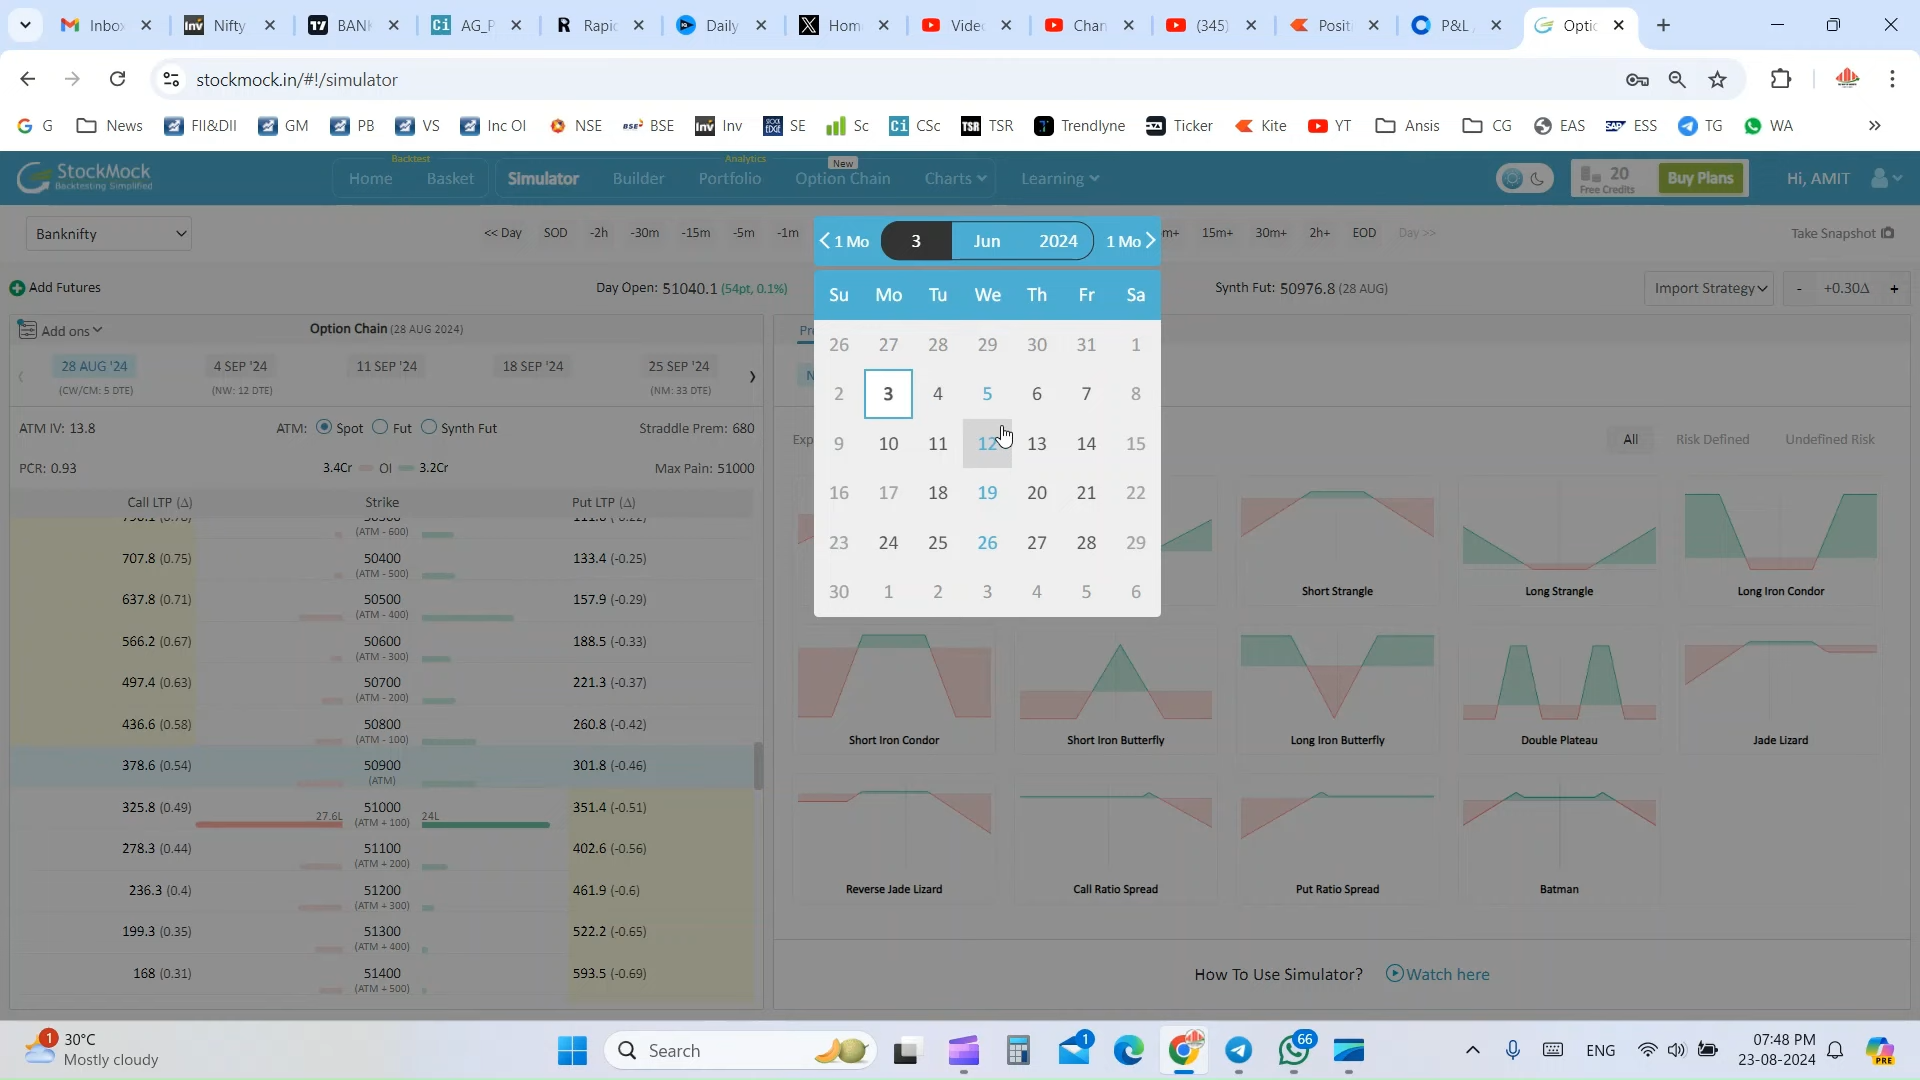 Inbo Nifty BANK AG_P Rapid Daily Hom Vide Chan (345) Posit P&L Optic
stockmock.in/#!/simulator
G News FII&DII GM PB VS Inc OI NSE BSE Inv SE Sc CSc TSR Trendlyne Ticker Kite YT Ansis CG EAS ESS TG WA
StockMock
Backtesting Simplified
Backtest
Home Basket
Simulator Builder
Analytics
Portfolio
New
Option Chain
Charts
Learning
20
Free Credits
Buy Plans
Hi, AMIT
Banknifty
<< Day SOD -2h -30m -15m -5m -1m
m+ 15m+ 30m+ 2h+ EOD Day >>
Take Snapshot
Add Futures
Day Open: 51040.1 (54pt, 0.1%)
Synth Fut: 50976.8 (28 AUG)
Import Strategy
- +0.30Δ +
1 Mo 3 Jun 2024 1 Mo
Su Mo Tu We Th Fr Sa
26 27 28 29 30 31 1
2 3 4 5 6 7 8
9 10 11 12 13 14 15
16 17 18 19 20 21 22
23 24 25 26 27 28 29
30 1 2 3 4 5 6
Add ons
Option Chain (28 AUG 2024)
28 AUG '24 4 SEP '24 11 SEP '24 18 SEP '24 25 SEP '24
(CW/CM: 5 DTE) (NW: 12 DTE) (NM: 33 DTE)
ATM IV: 13.8 ATM: Spot Fut Synth Fut Straddle Prem: 680
PCR: 0.93 3.4Cr OI 3.2Cr Max Pain: 51000
Call LTP (Δ) Strike Put LTP (Δ)
(ATM - 600)
707.8 (0.75) 50400 133.4 (-0.25)
(ATM - 500)
637.8 (0.71) 50500 157.9 (-0.29)
(ATM - 400)
566.2 (0.67) 50600 188.5 (-0.33)
(ATM - 300)
497.4 (0.63) 50700 221.3 (-0.37)
(ATM - 200)
436.6 (0.58) 50800 260.8 (-0.42)
(ATM - 100)
378.6 (0.54) 50900 301.8 (-0.46)
(ATM)
325.8 (0.49) 51000 351.4 (-0.51)
27.6L (ATM + 100) 24L
278.3 (0.44) 51100 402.6 (-0.56)
(ATM + 200)
236.3 (0.4) 51200 461.9 (-0.6)
(ATM + 300)
199.3 (0.35) 51300 522.2 (-0.65)
(ATM + 400)
168 (0.31) 51400 593.5 (-0.69)
(ATM + 500)
Pr
N
Exp
All Risk Defined Undefined Risk
Short Strangle Long Strangle Long Iron Condor
Short Iron Condor Short Iron Butterfly Long Iron Butterfly Double Plateau Jade Lizard
Reverse Jade Lizard Call Ratio Spread Put Ratio Spread Batman
How To Use Simulator? Watch here
1
30°C
Mostly cloudy
Search
1
66
ENG
07:48 PM
23-08-2024
PRE